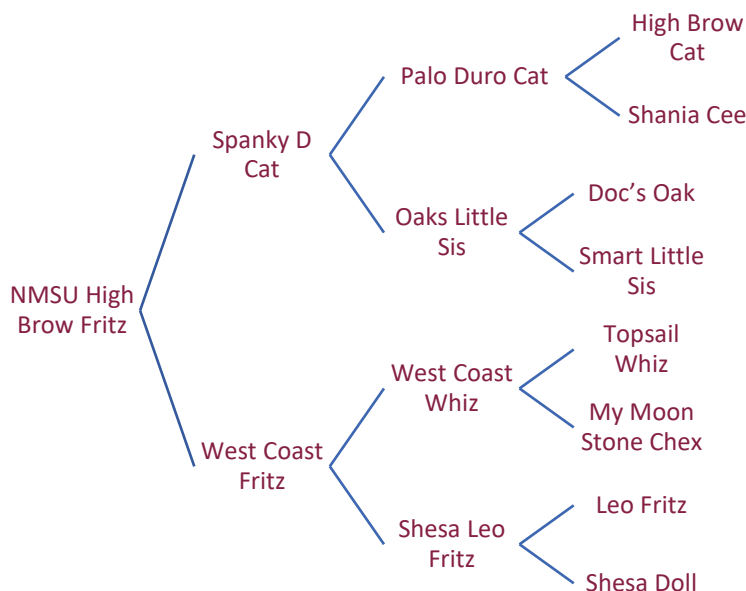 High Brow
Cat
Palo Duro Cat
Shania Cee
Spanky D
Cat
Doc’s Oak
Oaks Little
Sis
Smart Little
Sis
NMSU High
Brow Fritz
Topsail
Whiz
West Coast
Whiz
My Moon
Stone Chex
West Coast
Fritz
Leo Fritz
Shesa Leo
Fritz
Shesa Doll